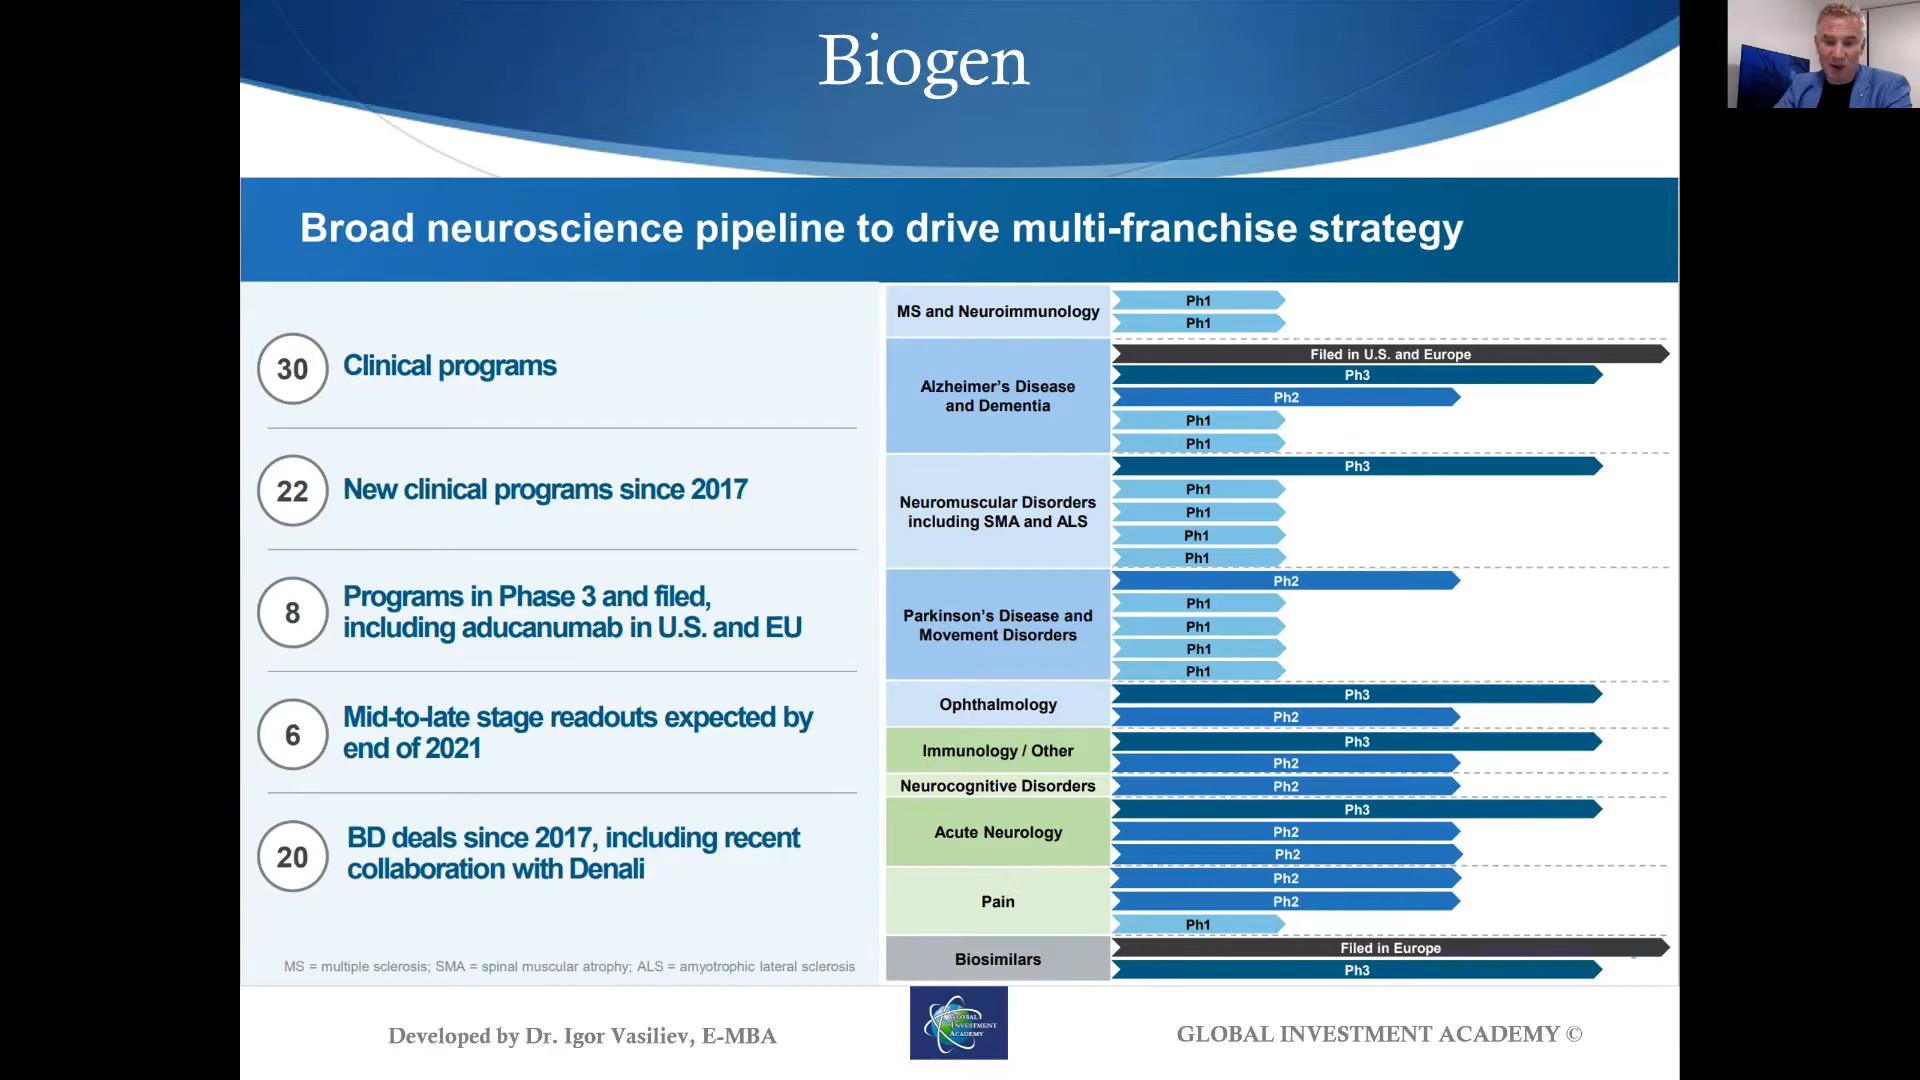 Biogen
Broad neuroscience pipeline to drive multi-franchise strategy
30
Clinical programs
22
New clinical programs since 2017
8
Programs in Phase 3 and filed,
including aducanumab in U.S. and EU
6
Mid-to-late stage readouts expected by
end of 2021
20
BD deals since 2017, including recent
collaboration with Denali
MS = multiple sclerosis; SMA = spinal muscular atrophy; ALS = amyotrophic lateral sclerosis
MS and Neuroimmunology
Ph1
Ph1
Alzheimer's Disease
and Dementia
Filed in U.S. and Europe
Ph3
Ph2
Ph1
Ph1
Neuromuscular Disorders
including SMA and ALS
Ph3
Ph1
Ph1
Ph1
Ph1
Parkinson's Disease and
Movement Disorders
Ph2
Ph1
Ph1
Ph1
Ph1
Ophthalmology
Ph3
Ph2
Immunology / Other
Ph3
Ph2
Neurocognitive Disorders
Ph2
Acute Neurology
Ph3
Ph2
Ph2
Pain
Ph2
Ph2
Ph1
Biosimilars
Filed in Europe
Ph3
Developed by Dr. Igor Vasiliev, E-MBA
GLOBAL
INVESTMENT
ACADEMY
GLOBAL INVESTMENT ACADEMY ©